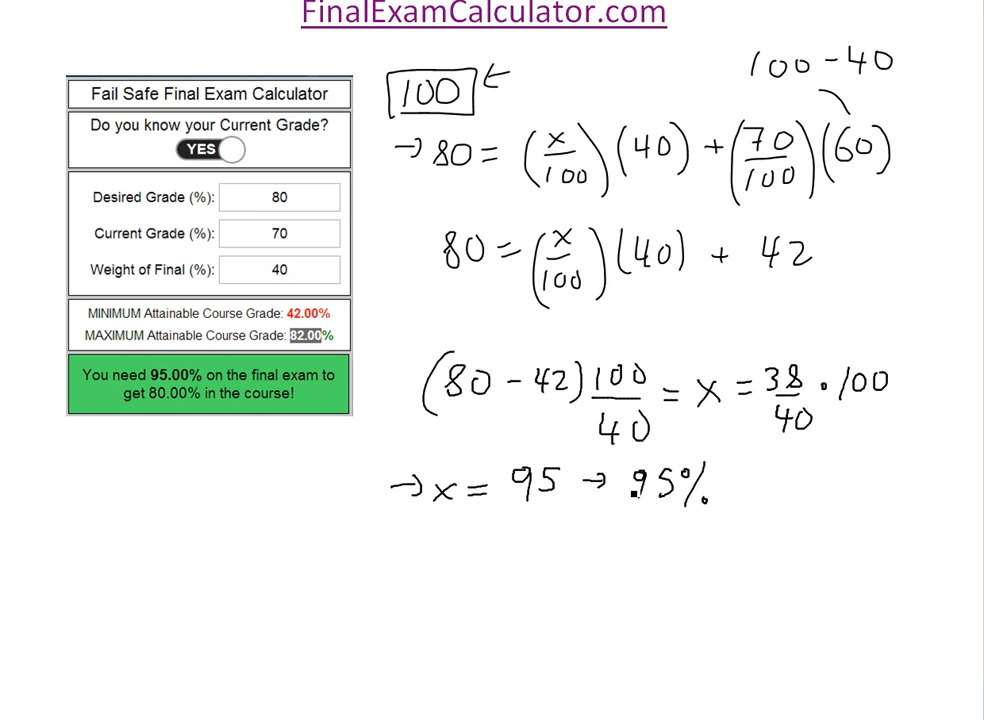 FinalExamCalculator.com
Fail Safe Final Exam Calculator
Do you know your Current Grade?
YES
Desired Grade (%): 80
Current Grade (%): 70
Weight of Final (%): 40
MINIMUM Attainable Course Grade: 42.00%
MAXIMUM Attainable Course Grade: 82.00%
You need 95.00% on the final exam to
get 80.00% in the course!
100 ←
100 - 40
→ 80 = (x/100)(40) + (70/100)(60)
80 = (x/100)(40) + 42
(80 - 42) 100/40 = x = 38/40 · 100
→ x = 95 → 95%